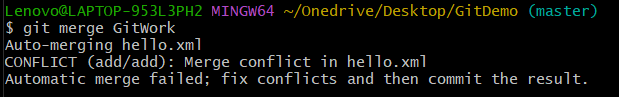 Lenovo@LAPTOP-953L3PH2 MINGW64 ~/Onedrive/Desktop/GitDemo (master)
$ git merge GitWork
Auto-merging hello.xml
CONFLICT (add/add): Merge conflict in hello.xml
Automatic merge failed; fix conflicts and then commit the result.